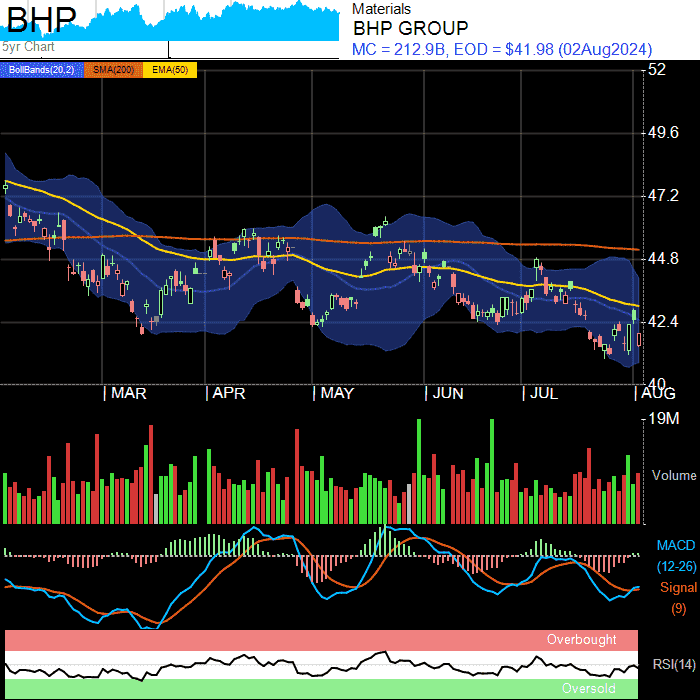 BHP
5yr Chart
Materials
BHP GROUP
MC = 212.9B, EOD = $41.98 (02Aug2024)
BollBands(20,2) SMA(200) EMA(50)
52
49.6
47.2
44.8
42.4
40
MAR APR MAY JUN JUL AUG
19M
Volume
MACD
(12-26)
Signal
(9)
Overbought
RSI(14)
Oversold